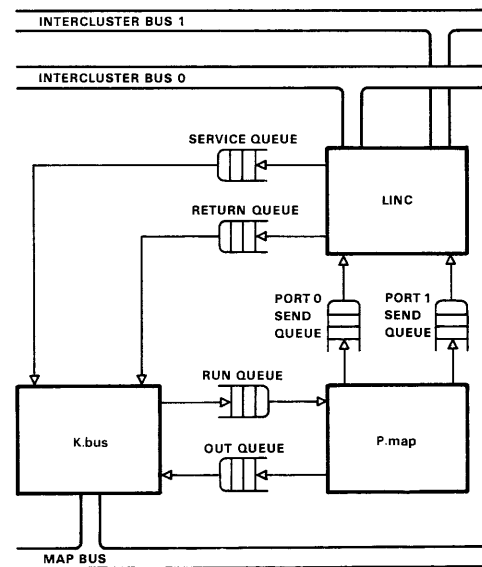 INTERCLUSTER BUS 1
INTERCLUSTER BUS 0
SERVICE QUEUE
LINC
RETURN QUEUE
PORT 0
SEND
QUEUE
PORT 1
SEND
QUEUE
RUN QUEUE
K.bus
P.map
OUT QUEUE
MAP BUS